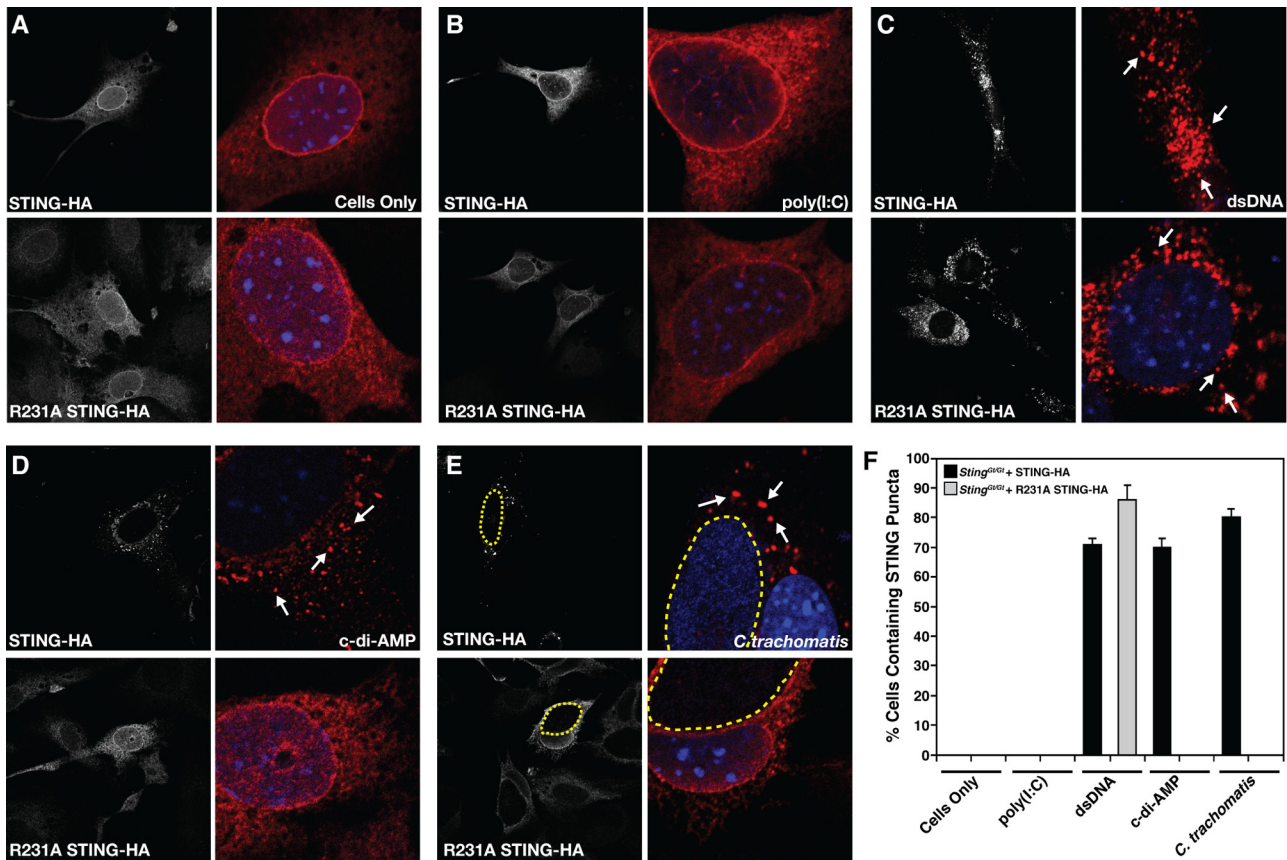 A
STING-HA
Cells Only
R231A STING-HA
B
STING-HA
poly(I:C)
R231A STING-HA
C
STING-HA
dsDNA
R231A STING-HA
D
STING-HA
c-di-AMP
R231A STING-HA
E
STING-HA
C. trachomatis
R231A STING-HA
F
% Cells Containing STING Puncta
100
90
80
70
60
50
40
30
20
10
0
Sting^Gt/Gt + STING-HA
Sting^Gt/Gt + R231A STING-HA
Cells Only
poly(I:C)
dsDNA
c-di-AMP
C. trachomatis